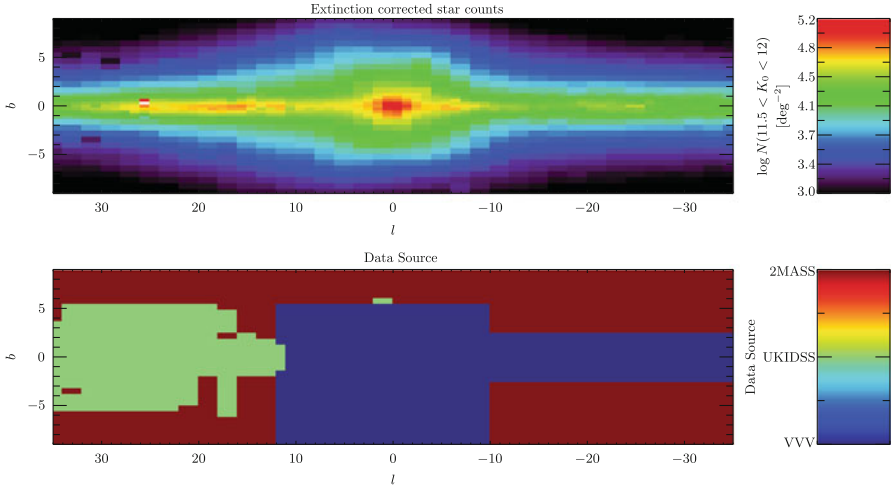 Extinction corrected star counts
5
0
−5
b
30
20
10
0
−10
−20
−30
l
5.2
4.8
4.5
4.1
3.7
3.4
3.0
log N(11.5 < K₀ < 12)
[deg⁻²]
Data Source
5
0
−5
b
30
20
10
0
−10
−20
−30
l
2MASS
UKIDSS
VVV
Data Source